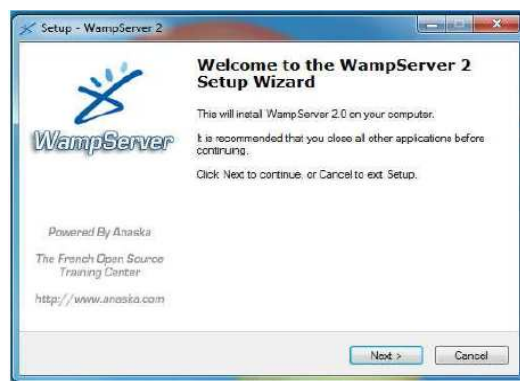 Setup - WampServer 2
Welcome to the WampServer 2
Setup Wizard
This will install WampServer 2.0 on your computer.
It is recommended that you close all other applications before
continuing.
Click Next to continue, or Cancel to exit Setup.
WampServer
Powered By Anaska
The French Open Source
Training Center
http://www.anaska.com
Next >
Cancel